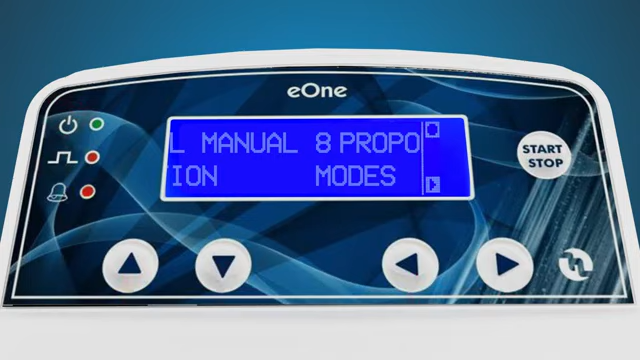 eOne
L MANUAL 8 PROPO
ION MODES
START
STOP